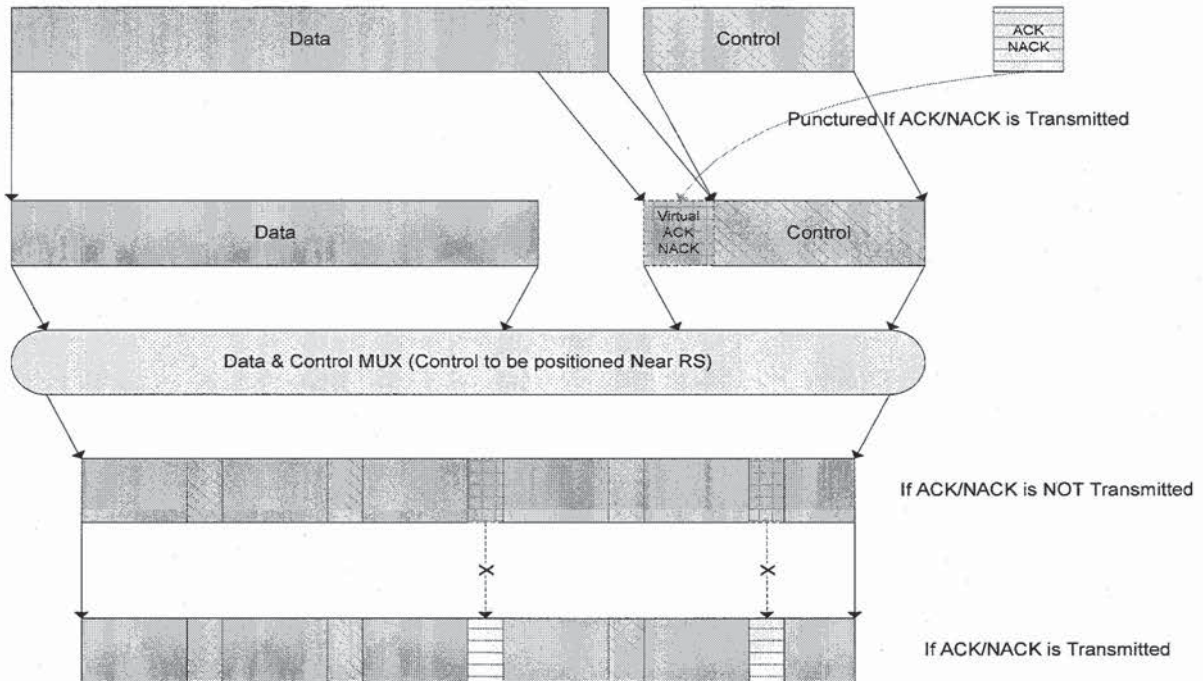 Data
Control
ACK
NACK
Punctured If ACK/NACK is Transmitted
Data
Virtual
ACK
NACK
Control
Data & Control MUX (Control to be positioned Near RS)
If ACK/NACK is NOT Transmitted
X
X
If ACK/NACK is Transmitted